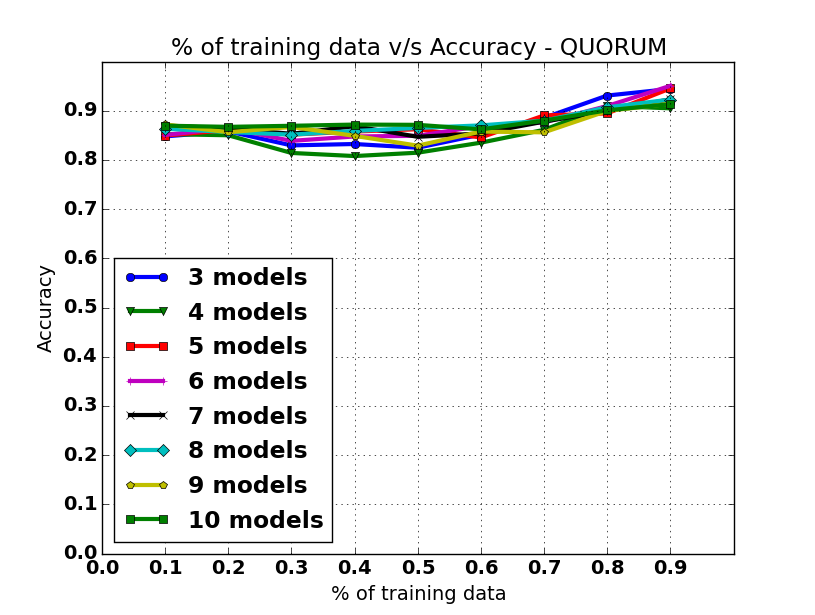 % of training data v/s Accuracy - QUORUM
Accuracy
0.9
0.8
0.7
0.6
0.5
0.4
0.3
0.2
0.1
0.0
3 models
4 models
5 models
6 models
7 models
8 models
9 models
10 models
0.0 0.1 0.2 0.3 0.4 0.5 0.6 0.7 0.8 0.9
% of training data